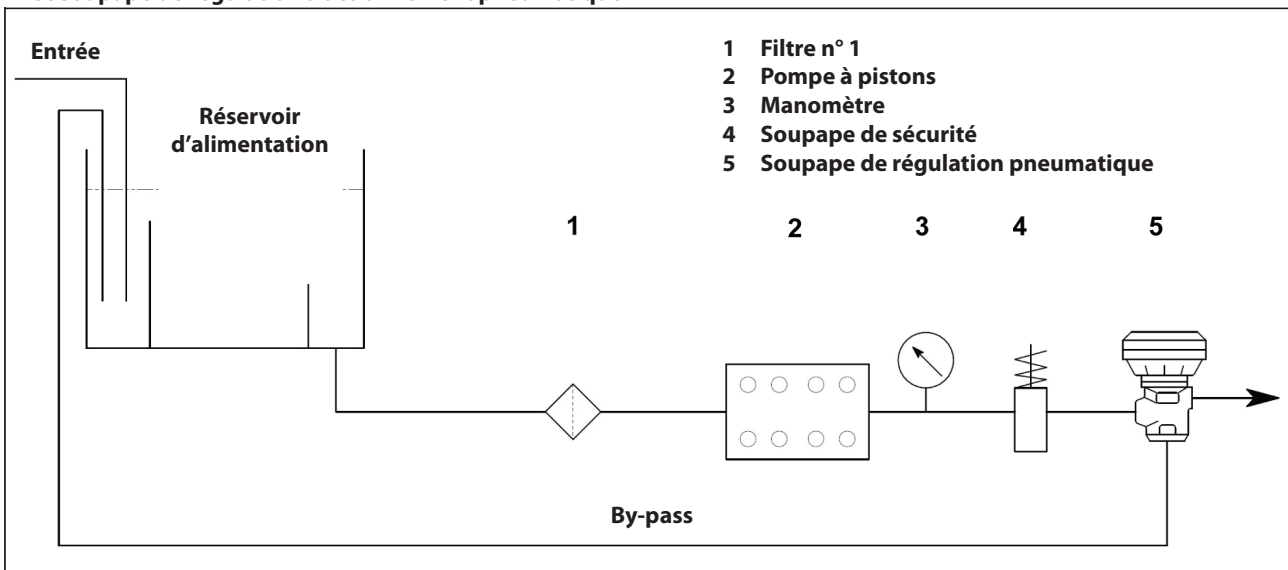 Entrée
Réservoir
d’alimentation
1 Filtre n° 1
2 Pompe à pistons
3 Manomètre
4 Soupape de sécurité
5 Soupape de régulation pneumatique
1 2 3 4 5
By-pass